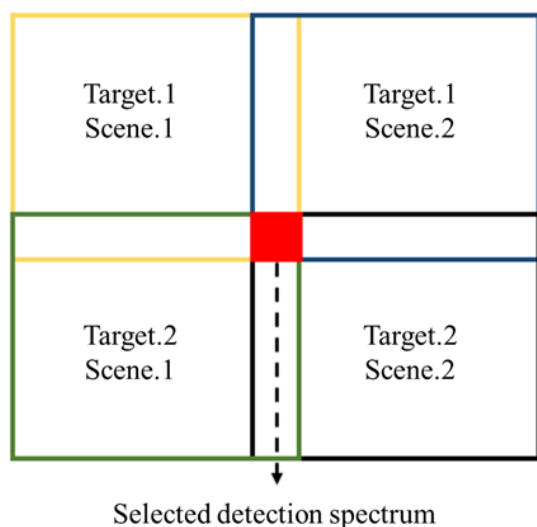 Target.1
Scene.1
Target.1
Scene.2
Target.2
Scene.1
Target.2
Scene.2
Selected detection spectrum